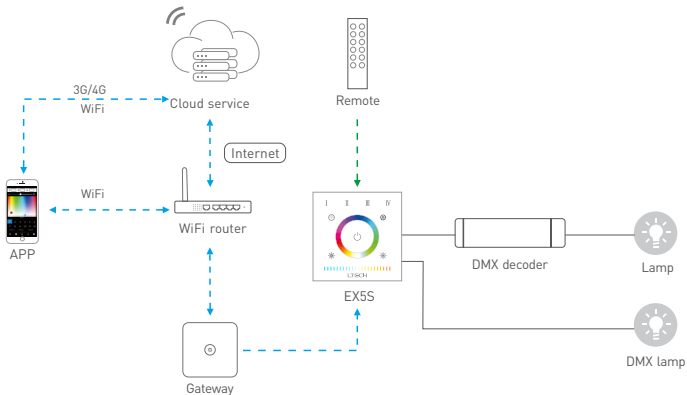 3G/4G
WiFi
Cloud service
Remote
Internet
WiFi
WiFi router
APP
I II III IV
LTECH
EX5S
DMX decoder
Lamp
DMX lamp
Gateway